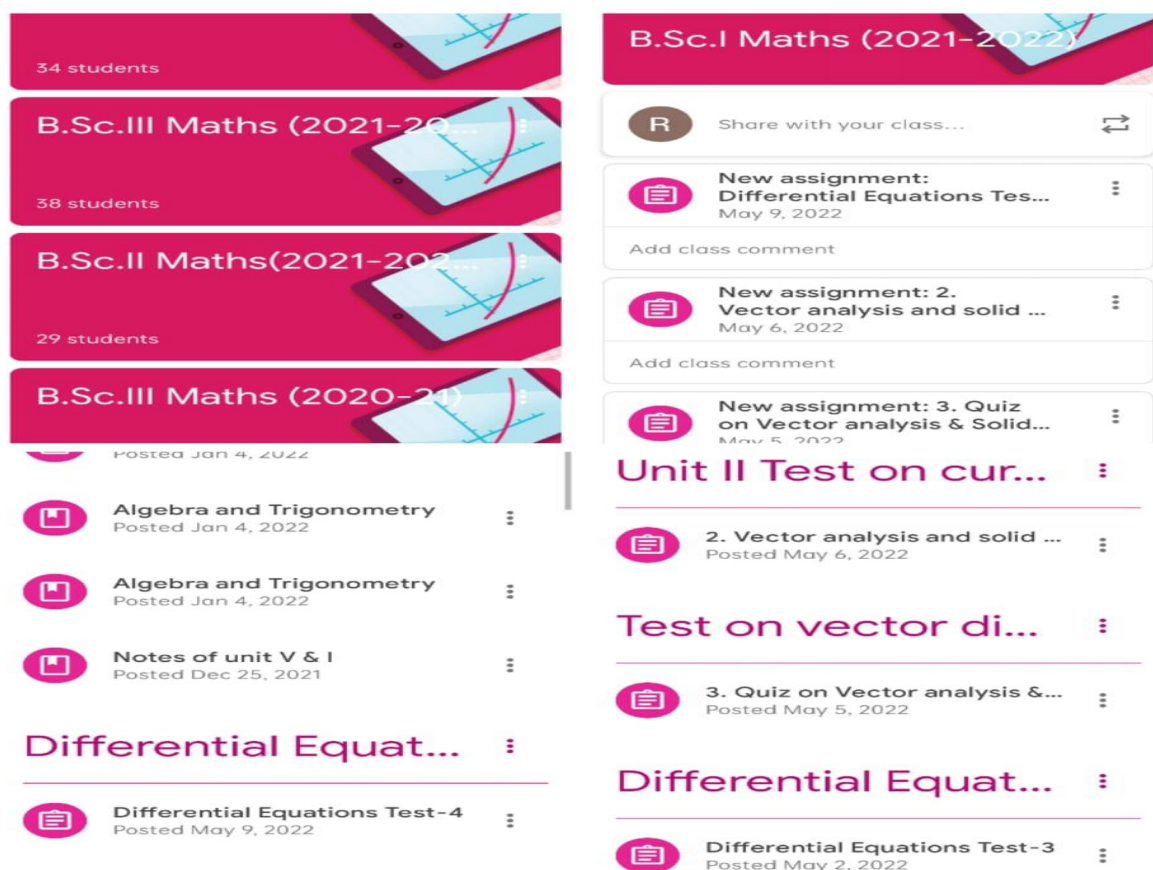 34 students
B.Sc.III Maths (2021-20...
38 students
B.Sc.II Maths(2021-202...
29 students
B.Sc.III Maths (2020-21)
B.Sc.I Maths (2021-2022)
R
Share with your class...
New assignment:
Differential Equations Tes...
May 9, 2022
Add class comment
New assignment: 2.
Vector analysis and solid ...
May 6, 2022
Add class comment
New assignment: 3. Quiz
on Vector analysis & Solid...
May 5, 2022
Posted Jan 4, 2022
Algebra and Trigonometry
Posted Jan 4, 2022
Algebra and Trigonometry
Posted Jan 4, 2022
Notes of unit V & I
Posted Dec 25, 2021
Differential Equat...
Differential Equations Test-4
Posted May 9, 2022
Unit II Test on cur...
2. Vector analysis and solid ...
Posted May 6, 2022
Test on vector di...
3. Quiz on Vector analysis &...
Posted May 5, 2022
Differential Equat...
Differential Equations Test-3
Posted May 2, 2022